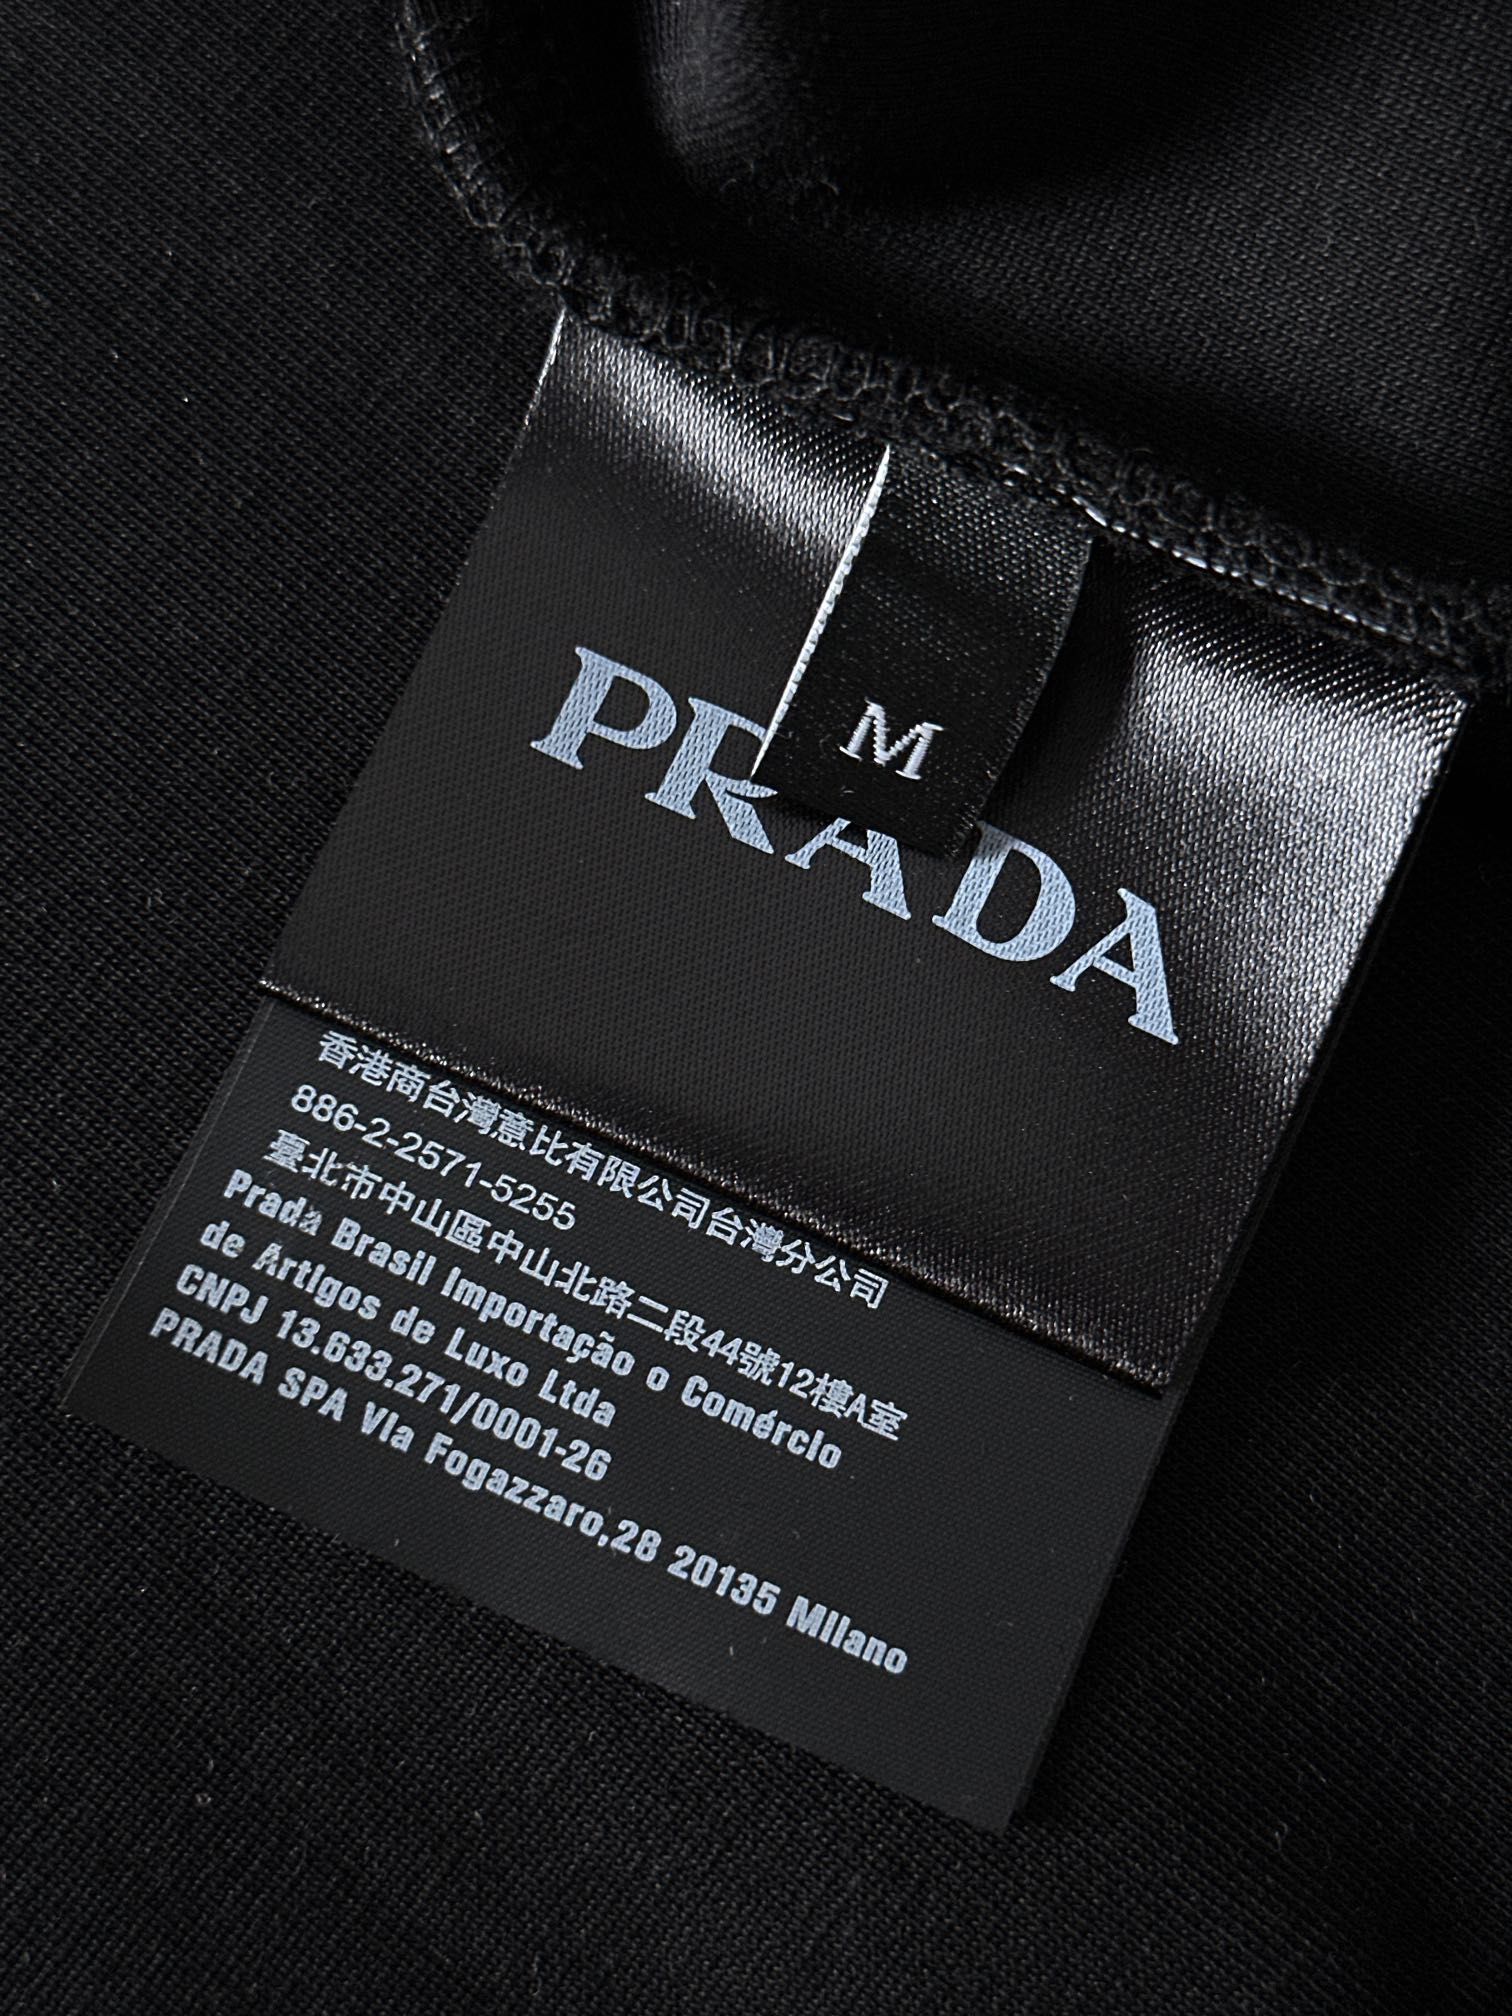 M
PRADA
香港商台灣意比有限公司台灣分公司
886-2-2571-5255
臺北市中山區中山北路二段44號12樓A室
Prada Brasil Importação o Comércio
de Artigos de Luxo Ltda
CNPJ 13.633.271/0001-26
PRADA SPA Via Fogazzaro,28 20135 Milano